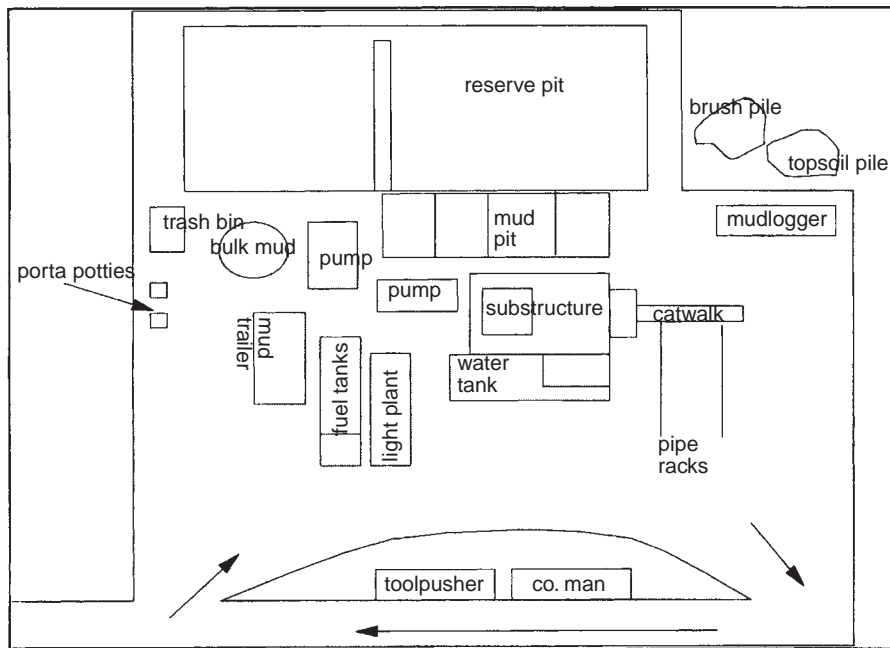 reserve pit
brush pile
topsoil pile
trash bin
bulk mud
pump
mud
pit
mudlogger
porta potties
pump
substructure
catwalk
mud
trailer
fuel tanks
light plant
water
tank
pipe
racks
toolpusher
co. man